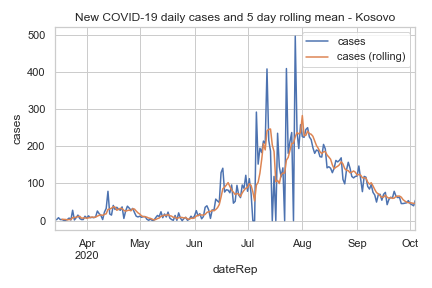 New COVID-19 daily cases and 5 day rolling mean - Kosovo
cases
cases (rolling)
500
400
300
200
100
0
cases
Apr
2020
May
Jun
Jul
Aug
Sep
Oct
dateRep